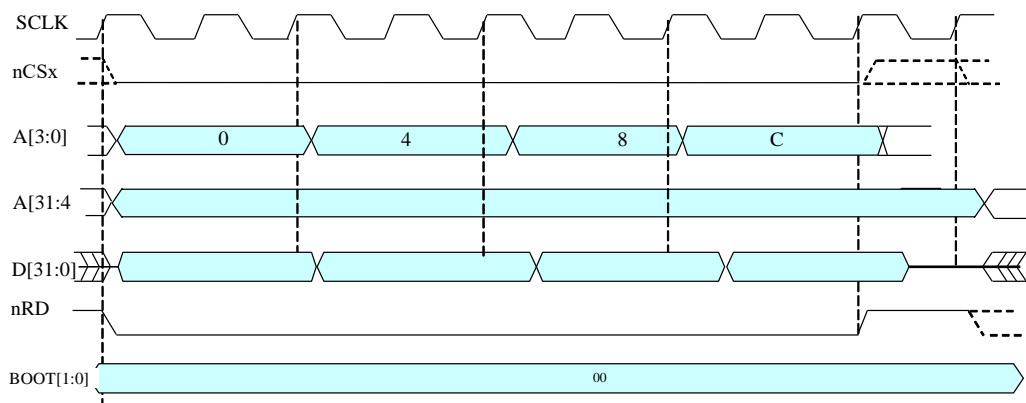 SCLK
nCSx
A[3:0] 0 4 8 C
A[31:4
D[31:0]
nRD
BOOT[1:0] 00